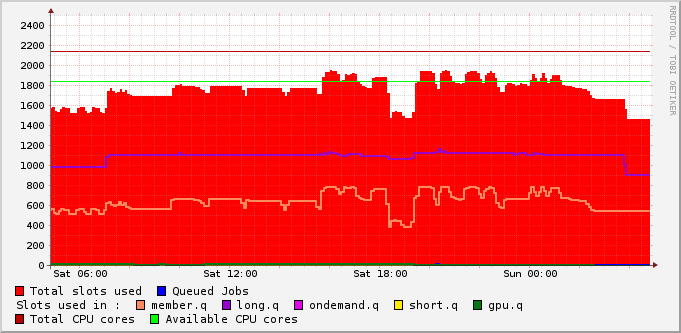 2400
2200
2000
1800
1600
1400
1200
1000
800
600
400
200
0
Sat 06:00 Sat 12:00 Sat 18:00 Sun 00:00
RRDTOOL / TOBI OETIKER
Total slots used Queued Jobs
Slots used in : member.q long.q ondemand.q short.q gpu.q
Total CPU cores Available CPU cores